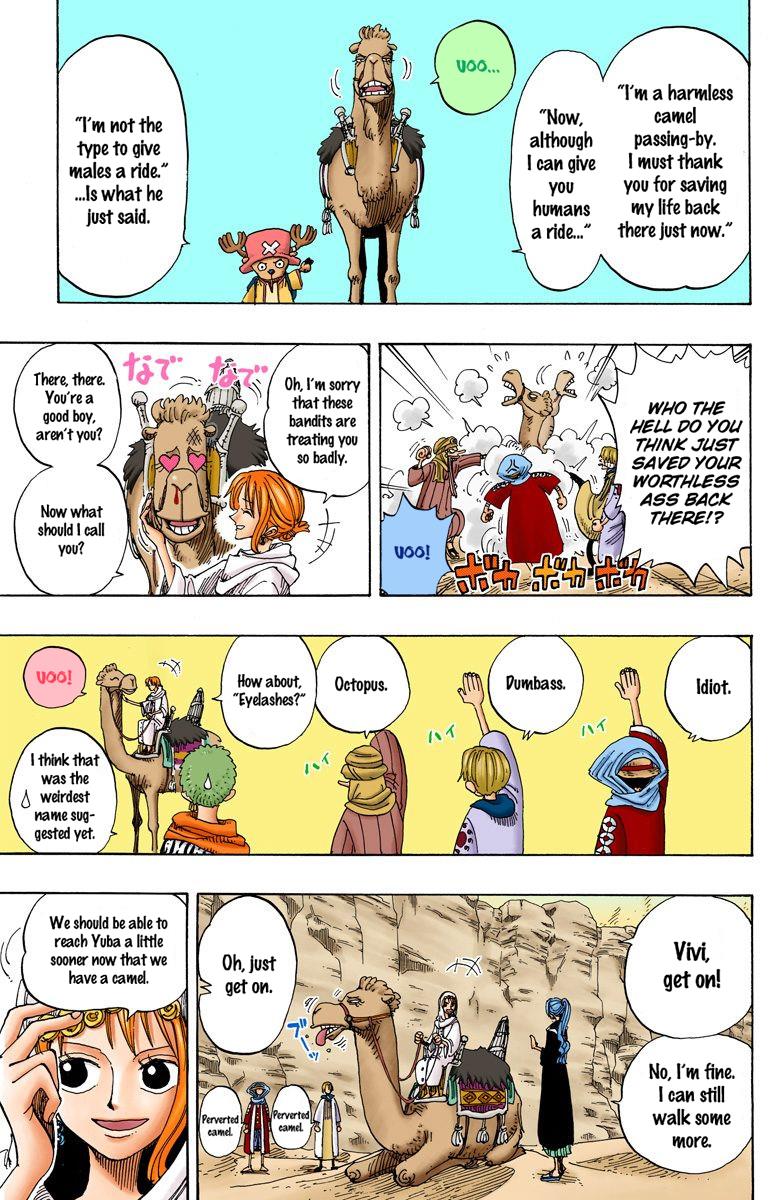 "I'm a harmless
camel
passing-by.
I must thank
you for saving
my life back
there just now."
"Now,
although
I can give
you
humans
a ride..."
UOO...
"I'm not the
type to give
males a ride."
...Is what he
just said.
WHO THE
HELL DO YOU
THINK JUST
SAVED YOUR
WORTHLESS
ASS BACK
THERE!?
UOO!
ボカ ボカ ボカ
Oh, I'm sorry
that these
bandits are
treating you
so badly.
なで なで
There, there.
You're a
good boy,
aren't you?
Now what
should I call
you?
Idiot.
ハイ
Dumbass.
ハイ
Octopus.
ハイ
How about,
"Eyelashes?"
UOO!
I think that
was the
weirdest
name sug-
gested yet.
Vivi,
get on!
No, I'm fine.
I can still
walk some
more.
Oh, just
get on.
ブーッ
Perverted
camel.
Perverted
camel.
We should be able to
reach Yuba a little
sooner now that we
have a camel.